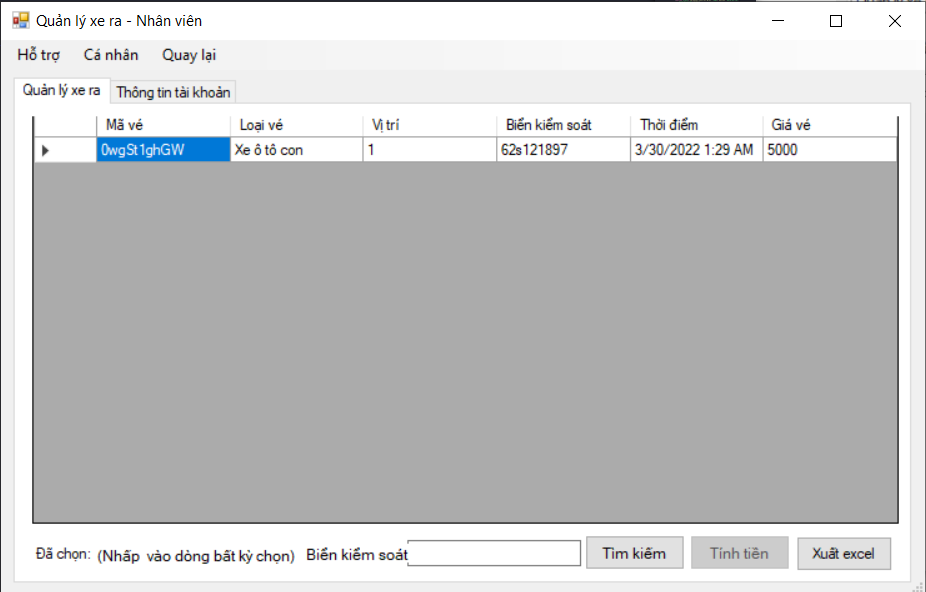 Quản lý xe ra - Nhân viên
Hỗ trợ Cá nhân Quay lại
Quản lý xe ra Thông tin tài khoản
Mã vé Loại vé Vị trí Biển kiểm soát Thời điểm Giá vé
0wgSt1ghGW Xe ô tô con 1 62s121897 3/30/2022 1:29 AM 5000
Đã chọn: (Nhấp vào dòng bất kỳ chọn) Biển kiểm soát Tìm kiếm Tính tiền Xuất excel